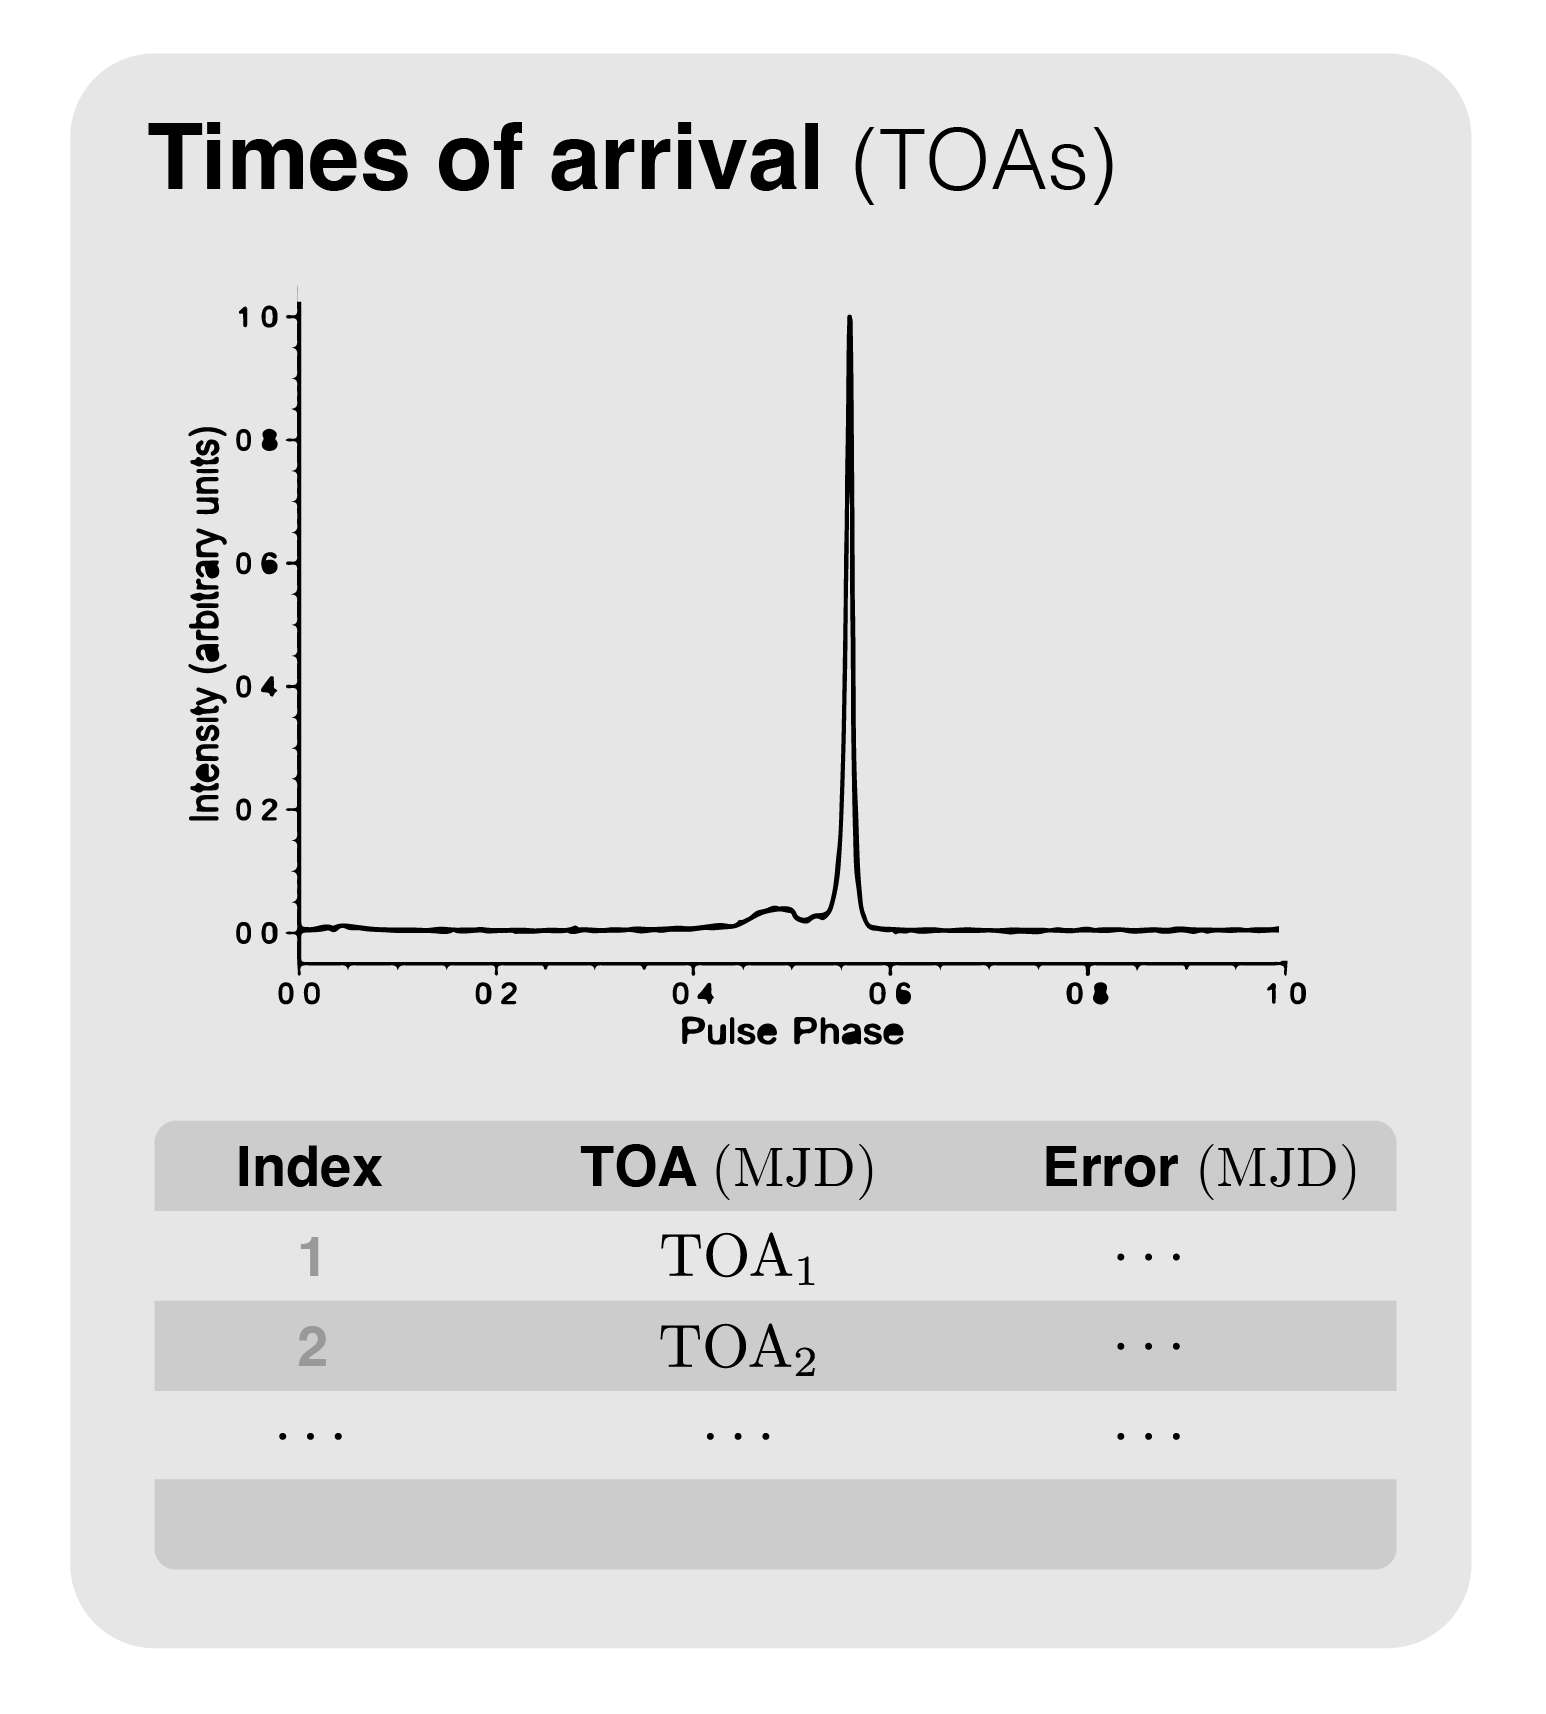 Times of arrival (TOAs)
1 0
0 8
0 6
0 4
0 2
0 0
Intensity (arbitrary units)
0 0 0 2 0 4 0 6 0 8 1 0
Pulse Phase
Index TOA (MJD) Error (MJD)
1 TOA₁ ...
2 TOA₂ ...
... ... ...